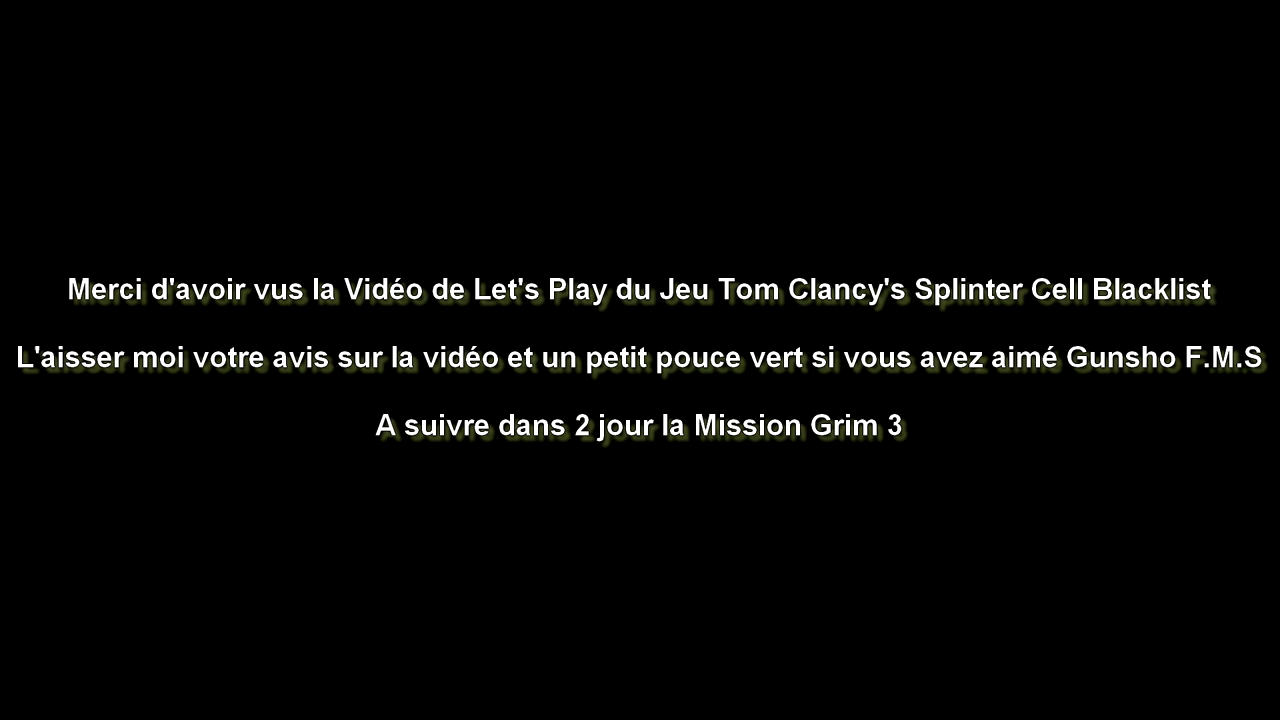 Merci d'avoir vus la Vidéo de Let's Play du Jeu Tom Clancy's Splinter Cell Blacklist
L'aisser moi votre avis sur la vidéo et un petit pouce vert si vous avez aimé Gunsho F.M.S
A suivre dans 2 jour la Mission Grim 3